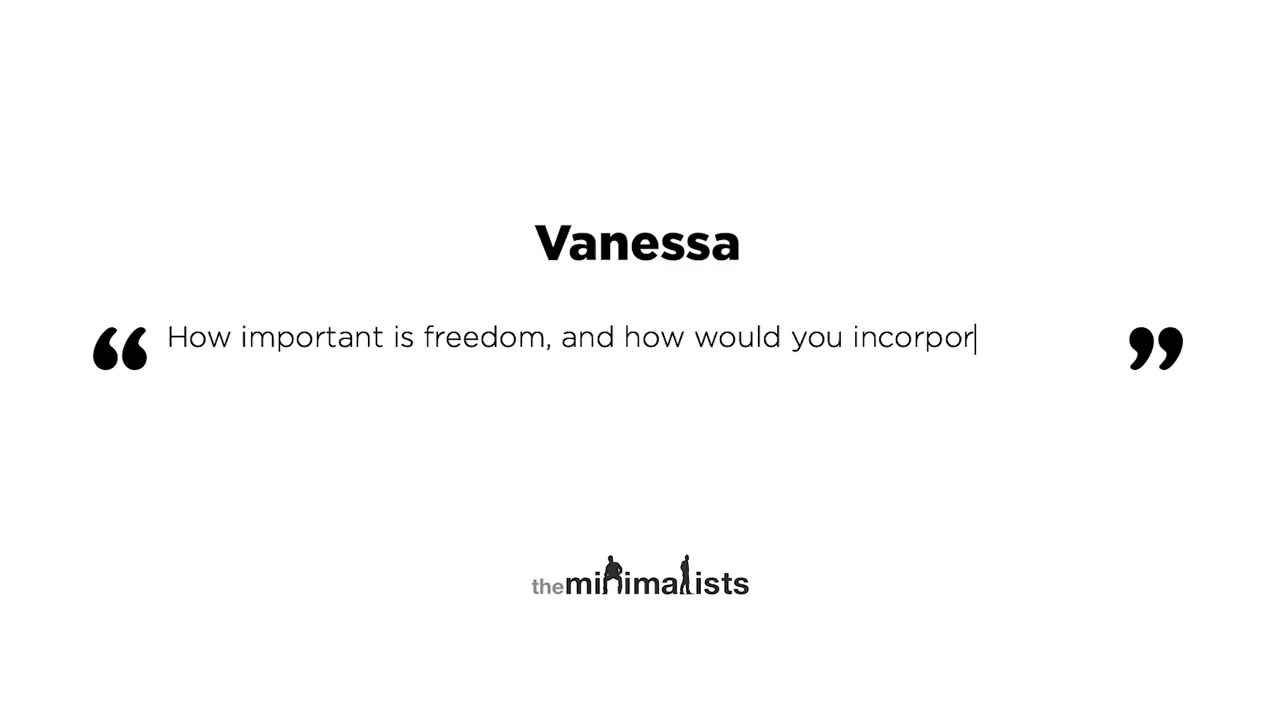 Vanessa
“ How important is freedom, and how would you incorpor ”
theminimalists